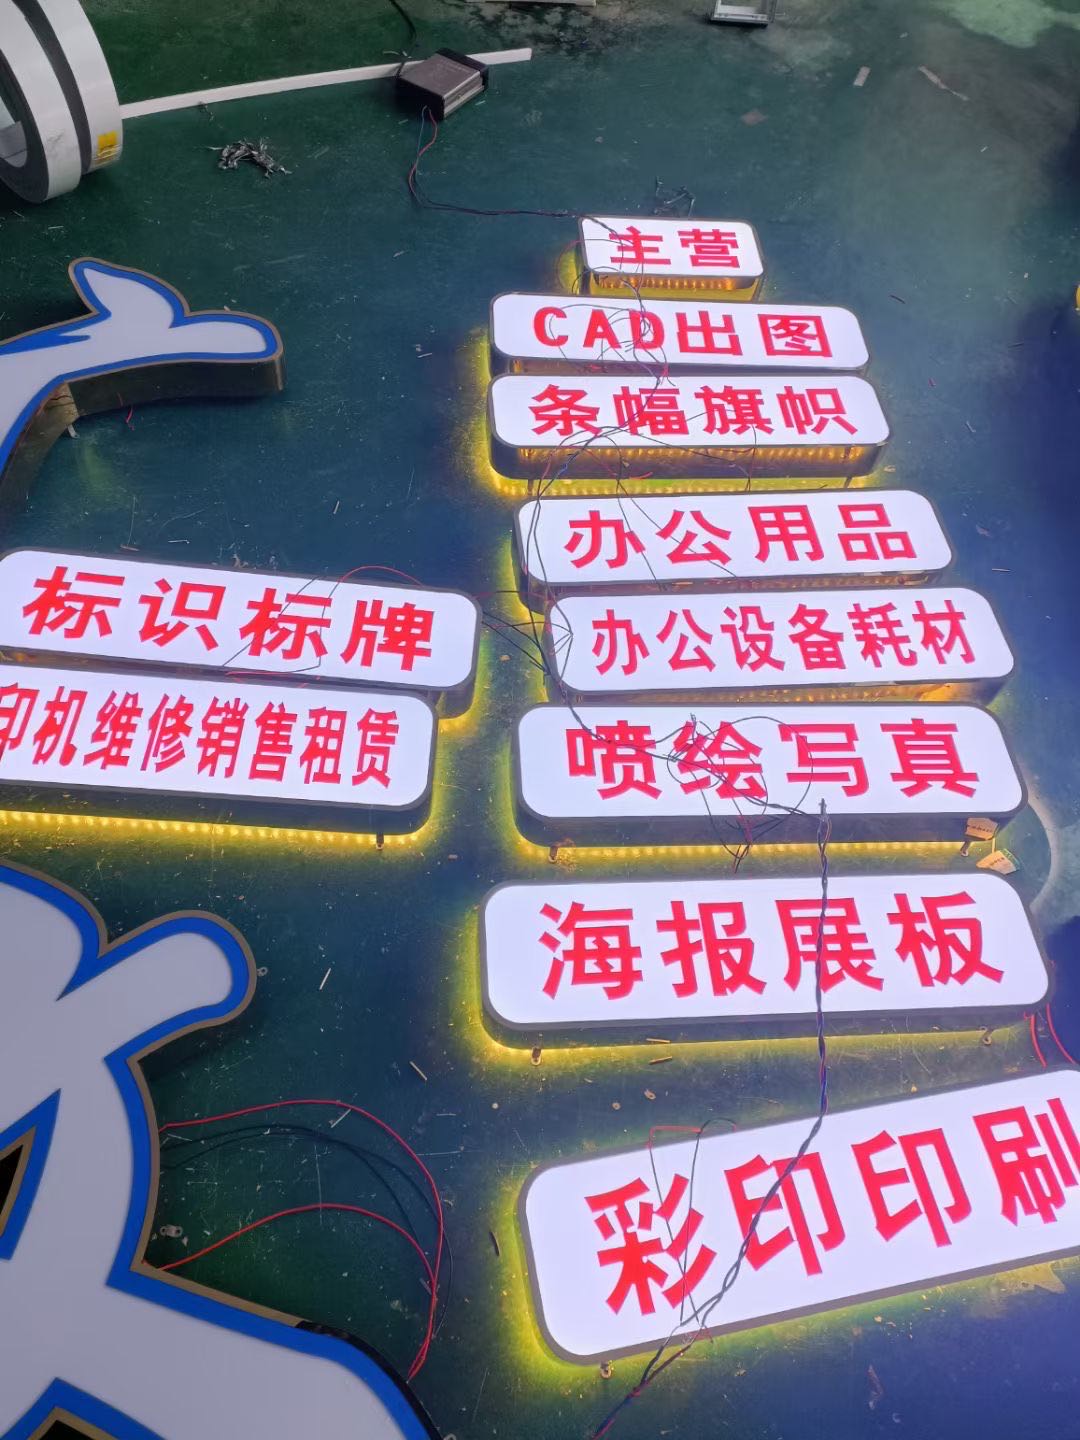 主营
CAD出图
条幅旗帜
办公用品
办公设备耗材
喷绘写真
海报展板
彩印印刷
标识标牌
印机维修销售租赁